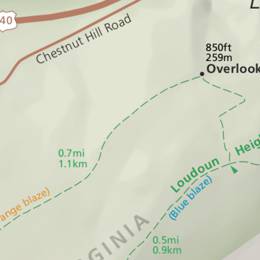 40
Chestnut Hill Road
850ft
259m
Overlook
0.7mi
1.1km
Loudoun Heig
(Blue blaze)
ange blaze)
GINIA
0.5mi
0.9km